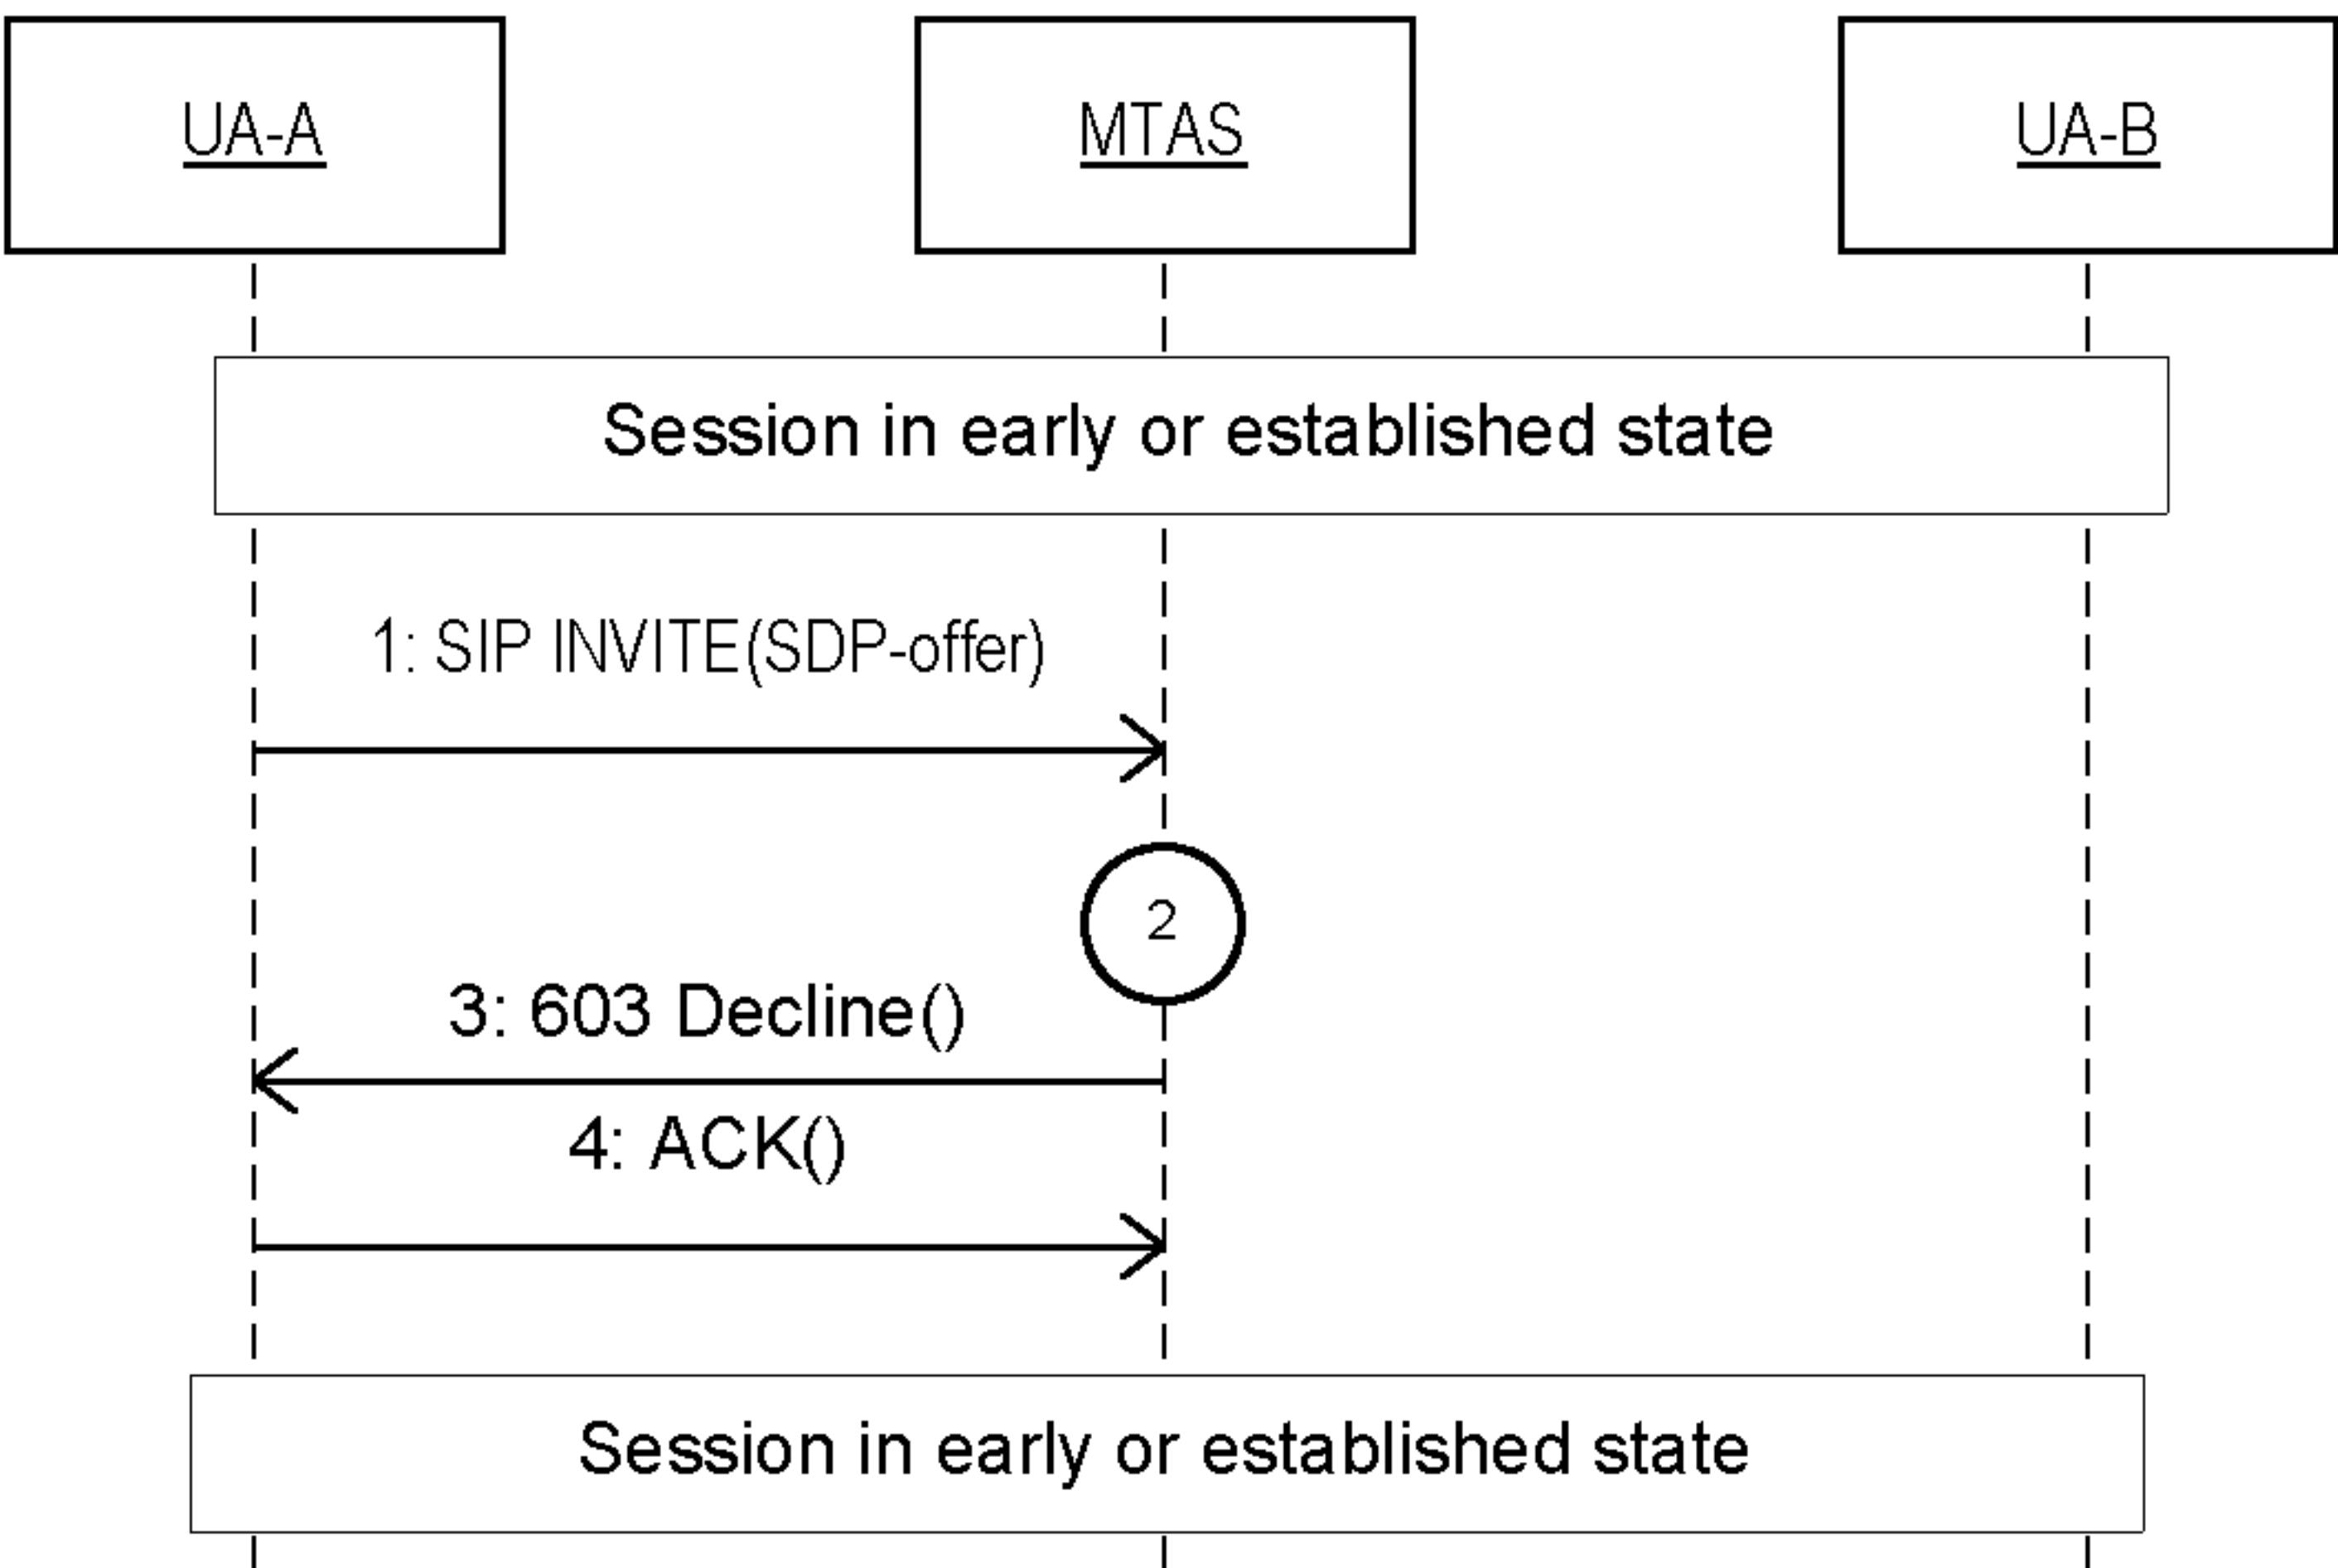 UA-A
MTAS
UA-B
Session in early or established state
1: SIP INVITE(SDP-offer)
2
3: 603 Decline()
4: ACK()
Session in early or established state